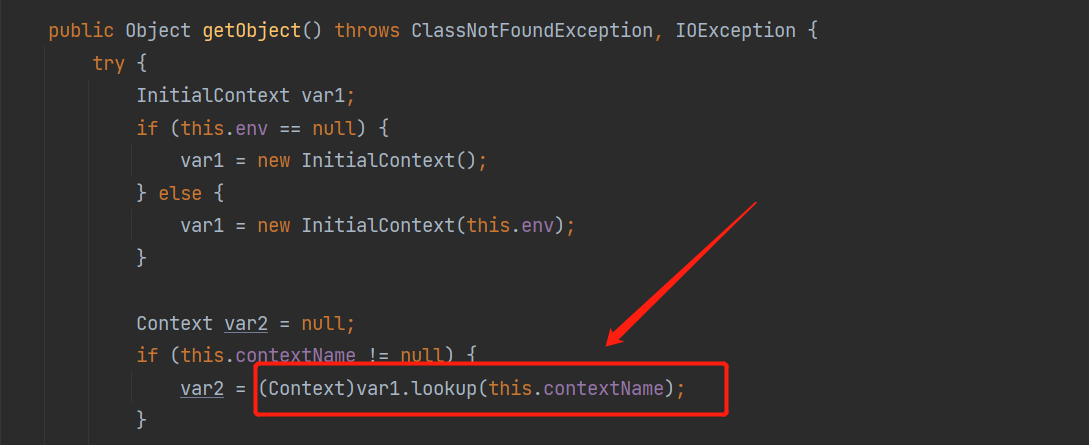 public Object getObject() throws ClassNotFoundException, IOException {
try {
InitialContext var1;
if (this.env == null) {
var1 = new InitialContext();
} else {
var1 = new InitialContext(this.env);
}
Context var2 = null;
if (this.contextName != null) {
var2 = (Context)var1.lookup(this.contextName);
}